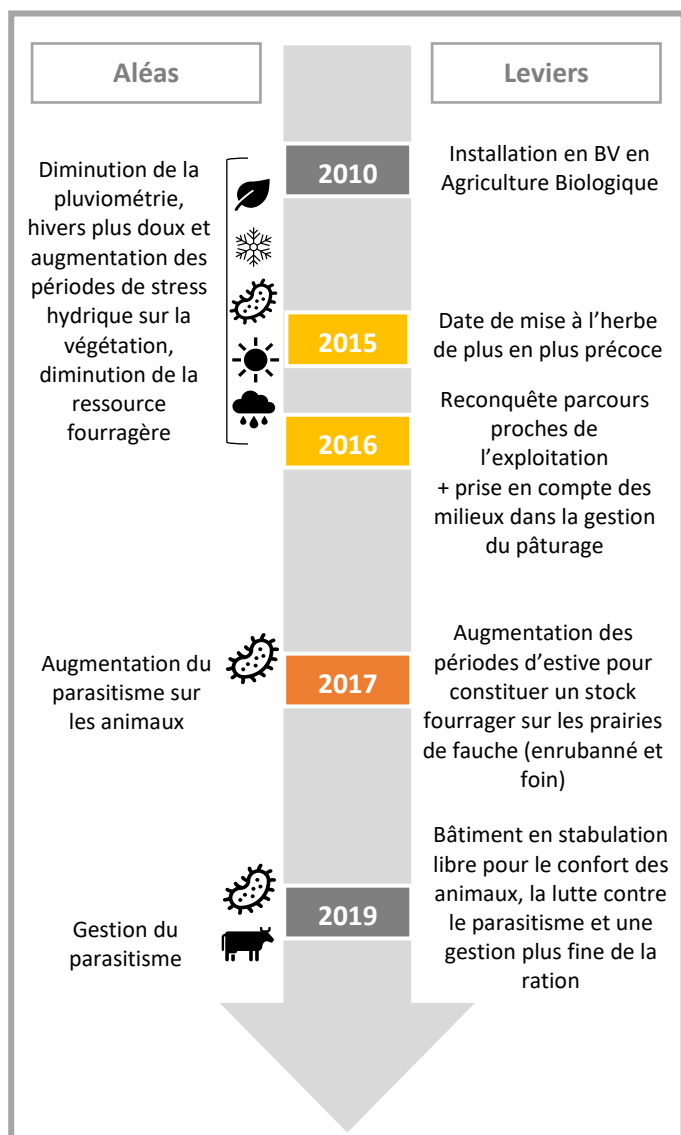 Aléas
Leviers
Diminution de la
pluviométrie,
hivers plus doux et
augmentation des
périodes de stress
hydrique sur la
végétation,
diminution de la
ressource
fourragère
2010
Installation en BV en
Agriculture Biologique
2015
Date de mise à l’herbe
de plus en plus précoce
2016
Reconquête parcours
proches de
l’exploitation
+ prise en compte des
milieux dans la gestion
du pâturage
Augmentation du
parasitisme sur
les animaux
2017
Augmentation des
périodes d’estive pour
constituer un stock
fourrager sur les prairies
de fauche (enrubanné et
foin)
Gestion du
parasitisme
2019
Bâtiment en stabulation
libre pour le confort des
animaux, la lutte contre
le parasitisme et une
gestion plus fine de la
ration